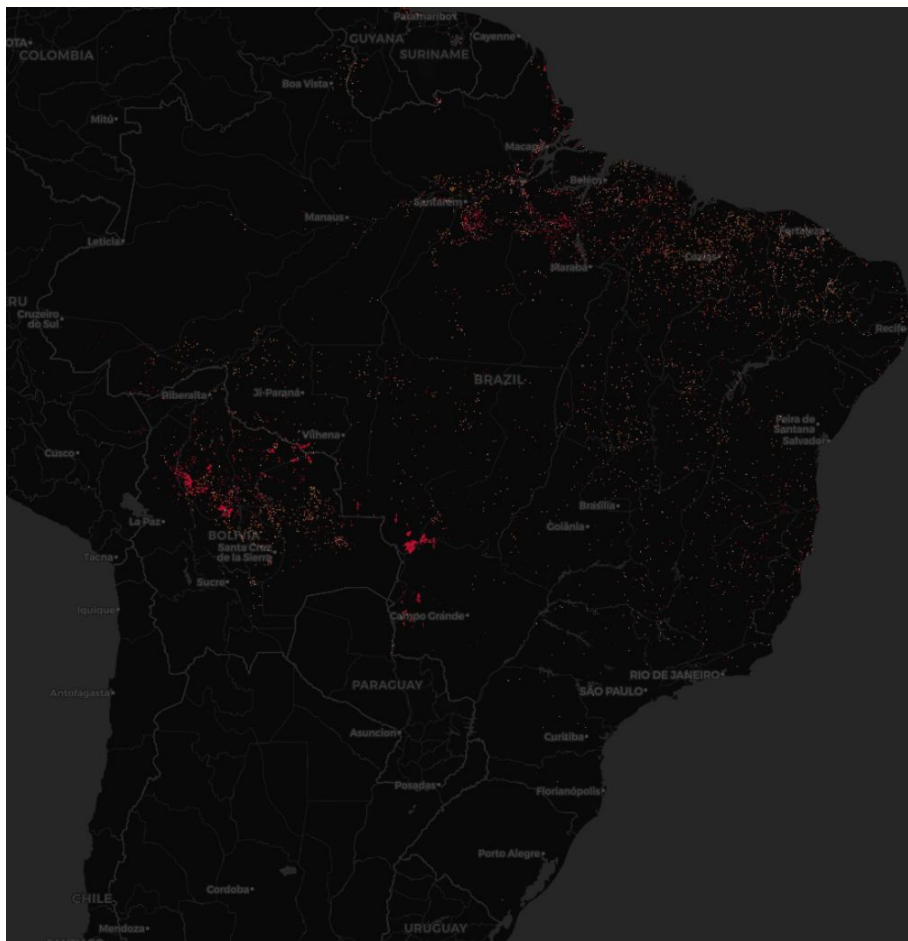 Paramaribo
OTA
COLOMBIA
GUYANA
Cayenne
SURINAME
Boa Vista
Mitú
Macapá
Belém
Santarém
Manaus
Fortaleza
Leticia
Caxias
Marabá
RU
Cruzeiro
do Sul
Recife
BRAZIL
Riberalta
Ji-Paraná
Feira de
Santana
Vilhena
Salvador
Cusco
Brasília
La Paz
Goiânia
BOLIVIA
Santa Cruz
de la Sierra
Tacna
Sucre
Iquique
Campo Grande
RIO DE JANEIRO
PARAGUAY
SÃO PAULO
Antofagasta
Asuncion
Curitiba
Posadas
Florianópolis
Porto Alegre
Cordoba
CHILE
Mendoza
URUGUAY